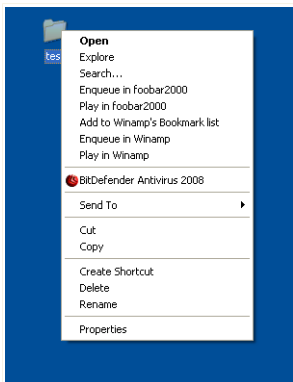 tes
Open
Explore
Search...
Enqueue in foobar2000
Play in foobar2000
Add to Winamp's Bookmark list
Enqueue in Winamp
Play in Winamp
BitDefender Antivirus 2008
Send To
Cut
Copy
Create Shortcut
Delete
Rename
Properties